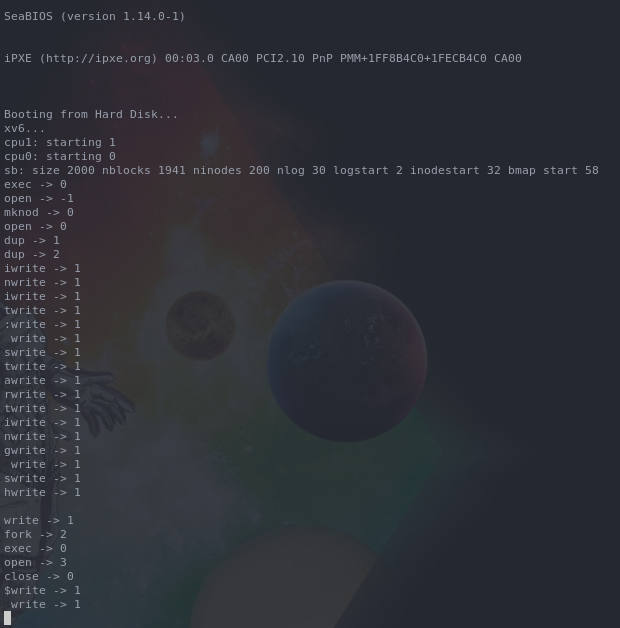 SeaBIOS (version 1.14.0-1)
iPXE (http://ipxe.org) 00:03.0 CA00 PCI2.10 PnP PMM+1FF8B4C0+1FECB4C0 CA00
Booting from Hard Disk...
xv6...
cpu1: starting 1
cpu0: starting 0
sb: size 2000 nblocks 1941 ninodes 200 nlog 30 logstart 2 inodestart 32 bmap start 58
exec -> 0
open -> -1
mknod -> 0
open -> 0
dup -> 1
dup -> 2
iwrite -> 1
nwrite -> 1
iwrite -> 1
twrite -> 1
:write -> 1
 write -> 1
swrite -> 1
twrite -> 1
awrite -> 1
rwrite -> 1
twrite -> 1
iwrite -> 1
nwrite -> 1
gwrite -> 1
 write -> 1
swrite -> 1
hwrite -> 1
write -> 1
fork -> 2
exec -> 0
open -> 3
close -> 0
$write -> 1
 write -> 1